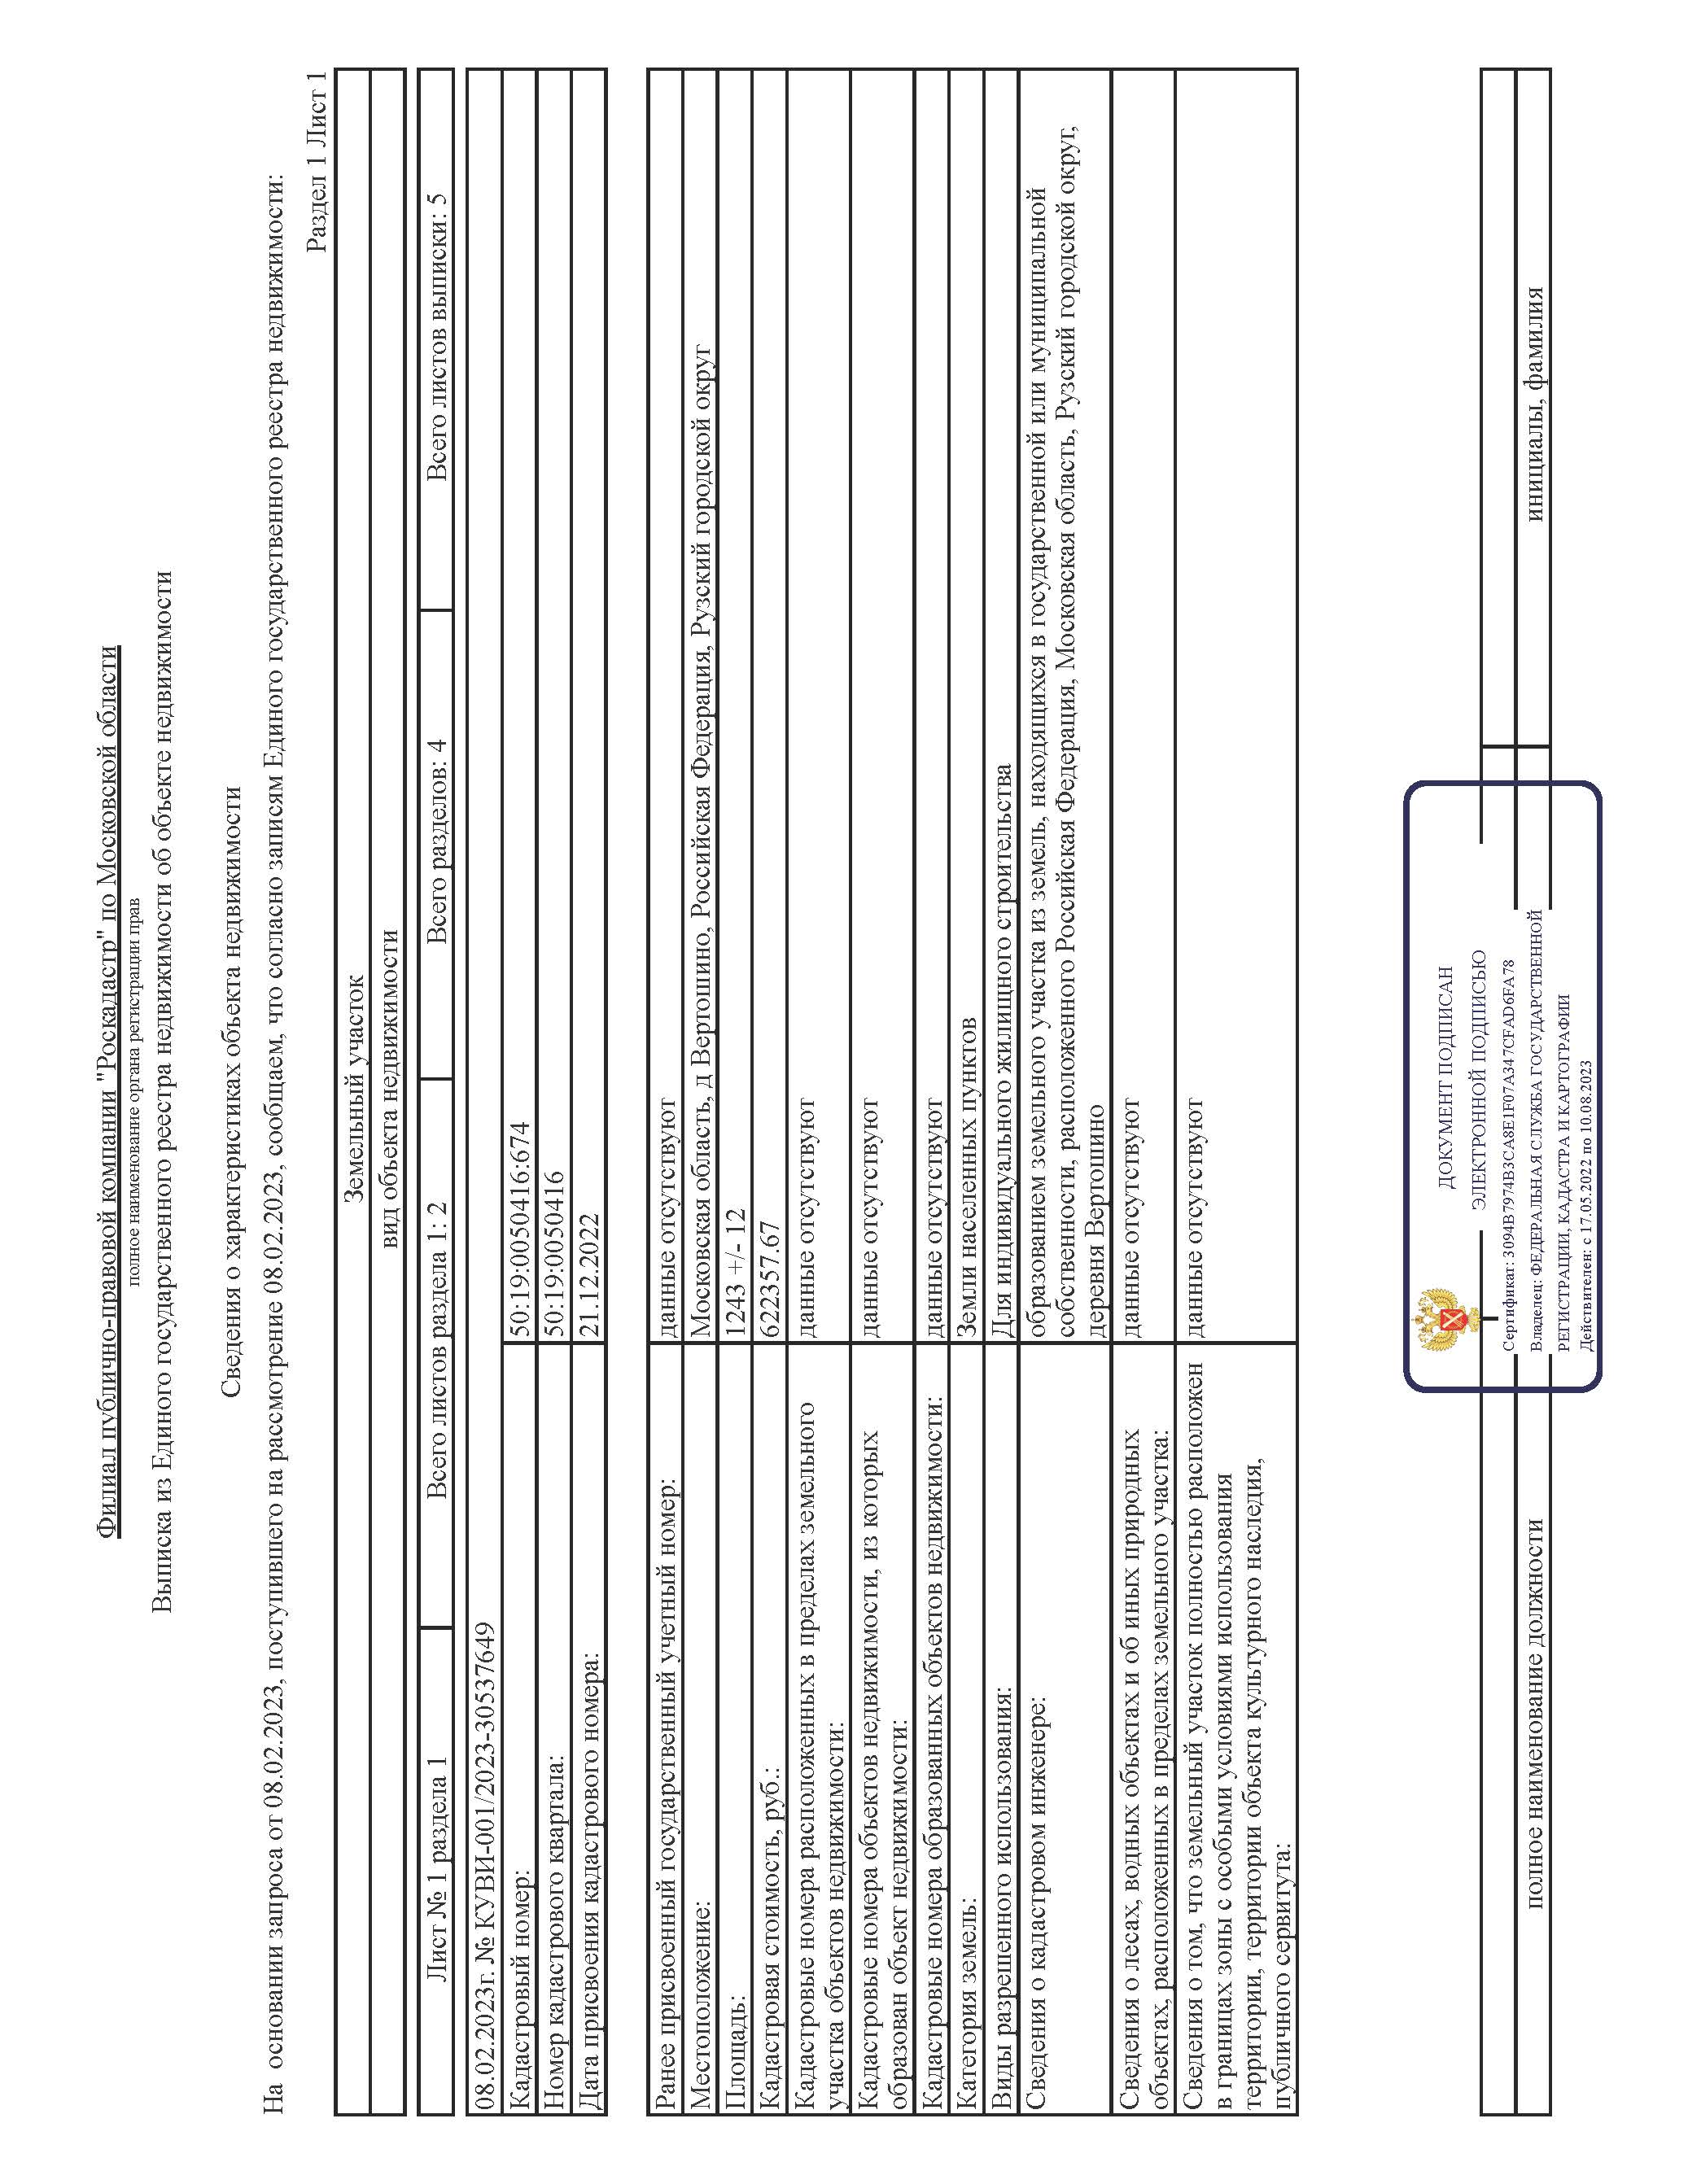 Филиал публично-правовой компании "Роскадастр" по Московской области
полное наименование органа регистрации прав
Выписка из Единого государственного реестра недвижимости об объекте недвижимости
Сведения о характеристиках объекта недвижимости
На основании запроса от 08.02.2023, поступившего на рассмотрение 08.02.2023, сообщаем, что согласно записям Единого государственного реестра недвижимости:
Раздел 1 Лист 1
Земельный участок
вид объекта недвижимости
Лист № 1 раздела 1 Всего листов раздела 1: 2 Всего разделов: 4 Всего листов выписки: 5
08.02.2023г. № КУВИ-001/2023-30537649
Кадастровый номер: 50:19:0050416:674
Номер кадастрового квартала: 50:19:0050416
Дата присвоения кадастрового номера: 21.12.2022
Ранее присвоенный государственный учетный номер: данные отсутствуют
Местоположение: Московская область, д Вертошино, Российская Федерация, Рузский городской округ
Площадь: 1243 +/- 12
Кадастровая стоимость, руб.: 622357.67
Кадастровые номера расположенных в пределах земельного
участка объектов недвижимости:
данные отсутствуют
Кадастровые номера объектов недвижимости, из которых
образован объект недвижимости:
данные отсутствуют
Кадастровые номера образованных объектов недвижимости: данные отсутствуют
Категория земель: Земли населенных пунктов
Виды разрешенного использования: Для индивидуального жилищного строительства
Сведения о кадастровом инженере:
образованием земельного участка из земель, находящихся в государственной или муниципальной
собственности, расположенного Российская Федерация, Московская область, Рузский городской округ,
деревня Вертошино
Сведения о лесах, водных объектах и об иных природных
объектах, расположенных в пределах земельного участка:
данные отсутствуют
Сведения о том, что земельный участок полностью расположен
в границах зоны с особыми условиями использования
территории, территории объекта культурного наследия,
публичного сервитута:
данные отсутствуют
ДОКУМЕНТ ПОДПИСАН
ЭЛЕКТРОННОЙ ПОДПИСЬЮ
Сертификат: 3094B7974B3CA8E1F07A347CFAD6FA78
Владелец: ФЕДЕРАЛЬНАЯ СЛУЖБА ГОСУДАРСТВЕННОЙ
РЕГИСТРАЦИИ, КАДАСТРА И КАРТОГРАФИИ
Действителен: с 17.05.2022 по 10.08.2023
полное наименование должности инициалы, фамилия